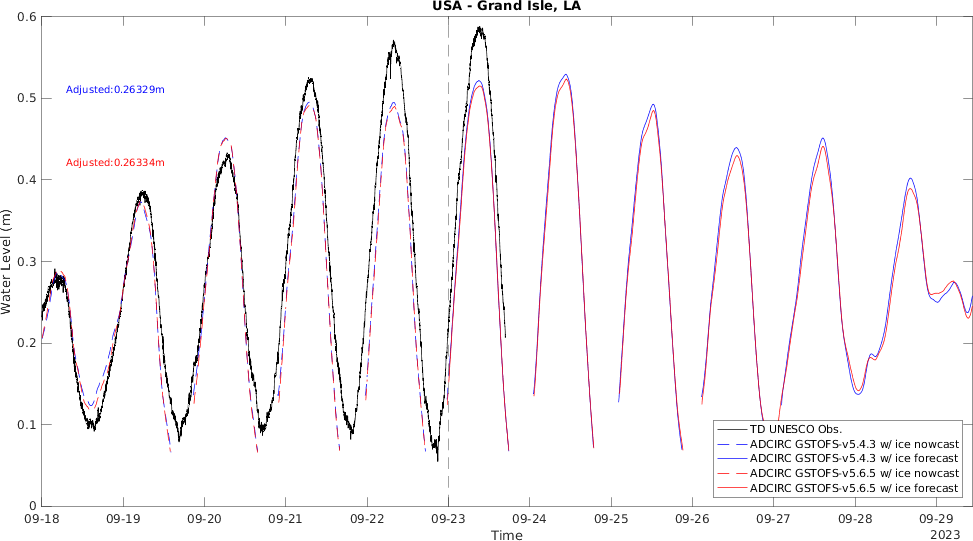 USA - Grand Isle, LA
0.6
0.5
0.4
0.3
0.2
0.1
0
Water Level (m)
Adjusted:0.26329m
Adjusted:0.26334m
TD UNESCO Obs.
ADCIRC GSTOFS-v5.4.3 w/ ice nowcast
ADCIRC GSTOFS-v5.4.3 w/ ice forecast
ADCIRC GSTOFS-v5.6.5 w/ ice nowcast
ADCIRC GSTOFS-v5.6.5 w/ ice forecast
09-18 09-19 09-20 09-21 09-22 09-23 09-24 09-25 09-26 09-27 09-28 09-29
Time
2023